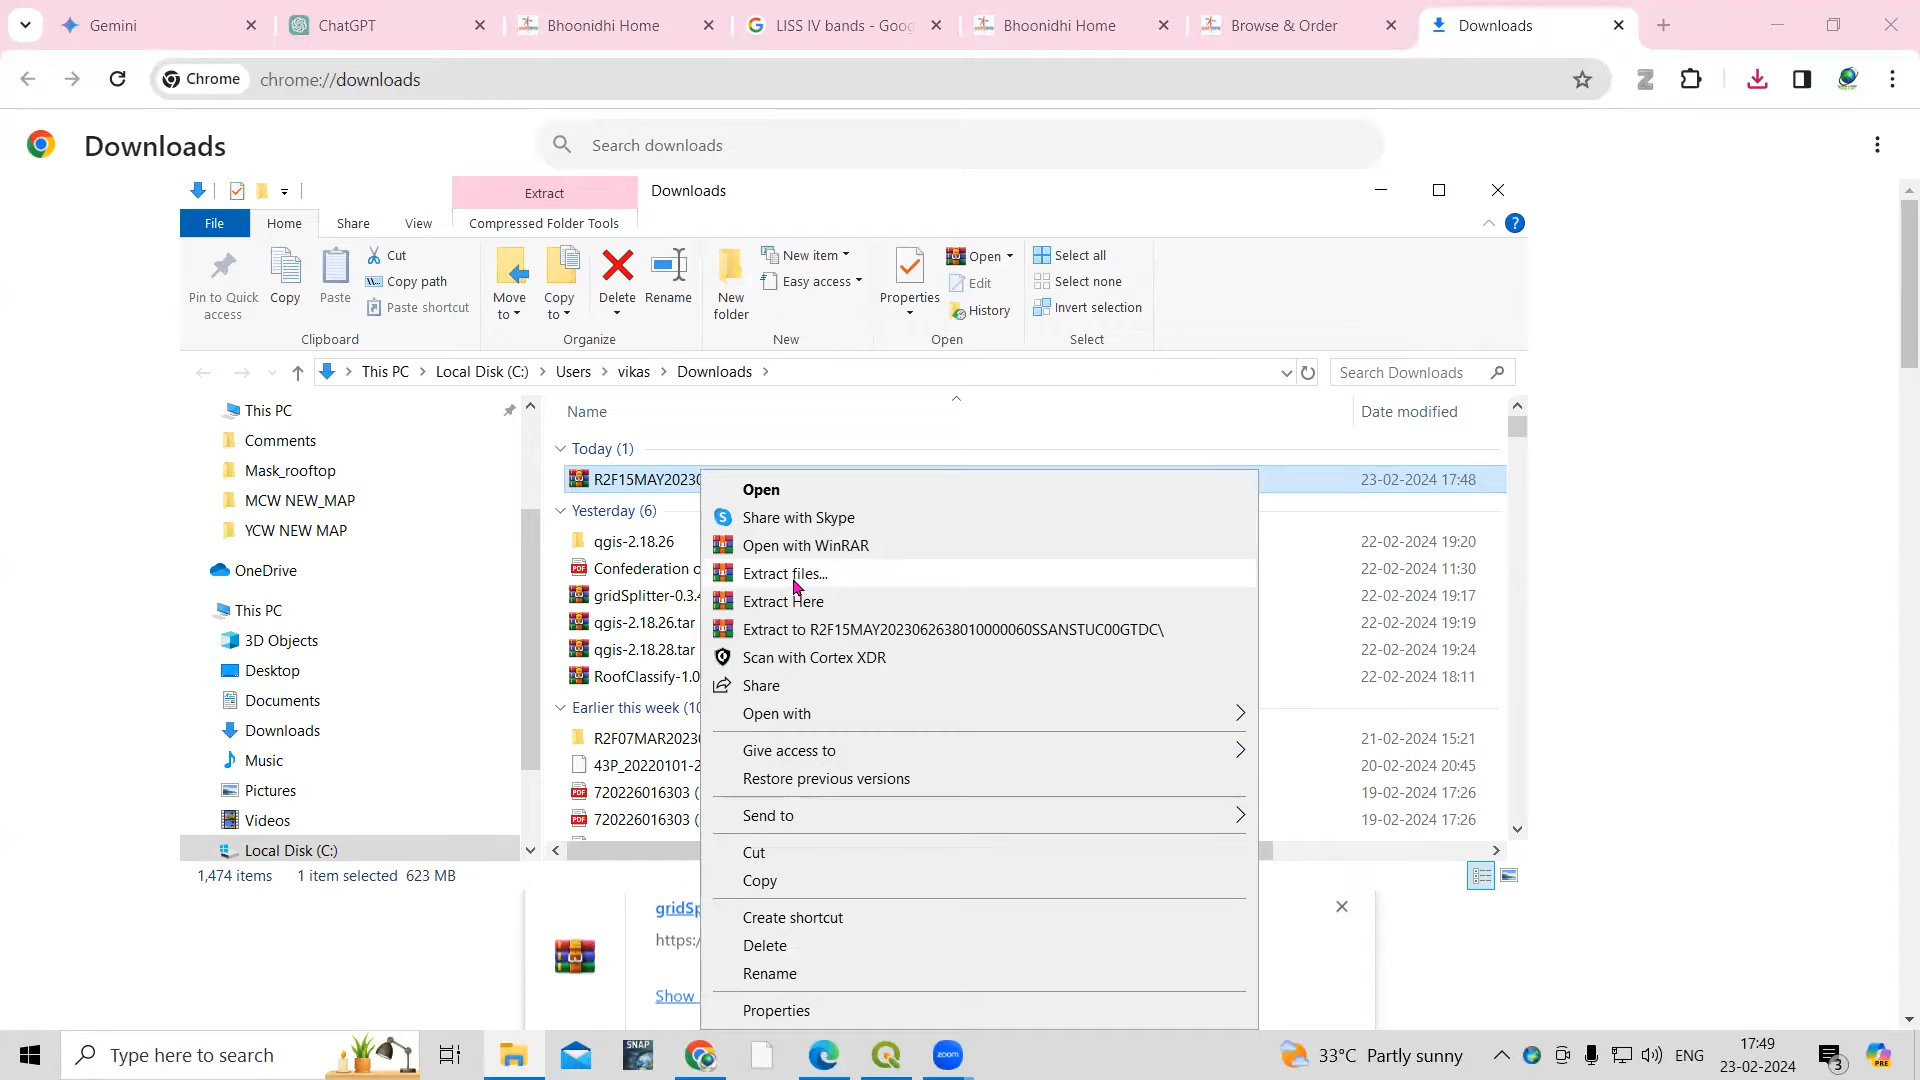 Gemini
ChatGPT
Bhoonidhi Home
LISS IV bands - Goog
Bhoonidhi Home
Browse & Order
Downloads
Chrome
chrome://downloads
Downloads
Search downloads
Extract
Downloads
File
Home
Share
View
Compressed Folder Tools
Pin to Quick access
Copy
Paste
Cut
Copy path
Paste shortcut
Clipboard
Move to
Copy to
Delete
Rename
Organize
New folder
New item
Easy access
New
Properties
Open
Edit
History
Open
Select all
Select none
Invert selection
Select
This PC > Local Disk (C:) > Users > vikas > Downloads >
Search Downloads
This PC
Comments
Mask_rooftop
MCW NEW_MAP
YCW NEW MAP
OneDrive
This PC
3D Objects
Desktop
Documents
Downloads
Music
Pictures
Videos
Local Disk (C:)
Name
Date modified
Today (1)
R2F15MAY2023
23-02-2024 17:48
Yesterday (6)
qgis-2.18.26
22-02-2024 19:20
Confederation
22-02-2024 11:30
gridSplitter-0.3.4
22-02-2024 19:17
qgis-2.18.26.tar
22-02-2024 19:19
qgis-2.18.28.tar
22-02-2024 19:24
RoofClassify-1.0
22-02-2024 18:11
Earlier this week (10
R2F07MAR2023
21-02-2024 15:21
43P_20220101-2
20-02-2024 20:45
720226016303 (
19-02-2024 17:26
720226016303 (
19-02-2024 17:26
Open
Share with Skype
Open with WinRAR
Extract files...
Extract Here
Extract to R2F15MAY2023062638010000060SSANSTUC00GTDC\
Scan with Cortex XDR
Share
Open with
Give access to
Restore previous versions
Send to
Cut
Copy
Create shortcut
Delete
Rename
Properties
1,474 items
1 item selected 623 MB
gridSp
https:/
Show
Type here to search
SNAP
zoom
33°C Partly sunny
ENG
17:49
23-02-2024
3
PRE